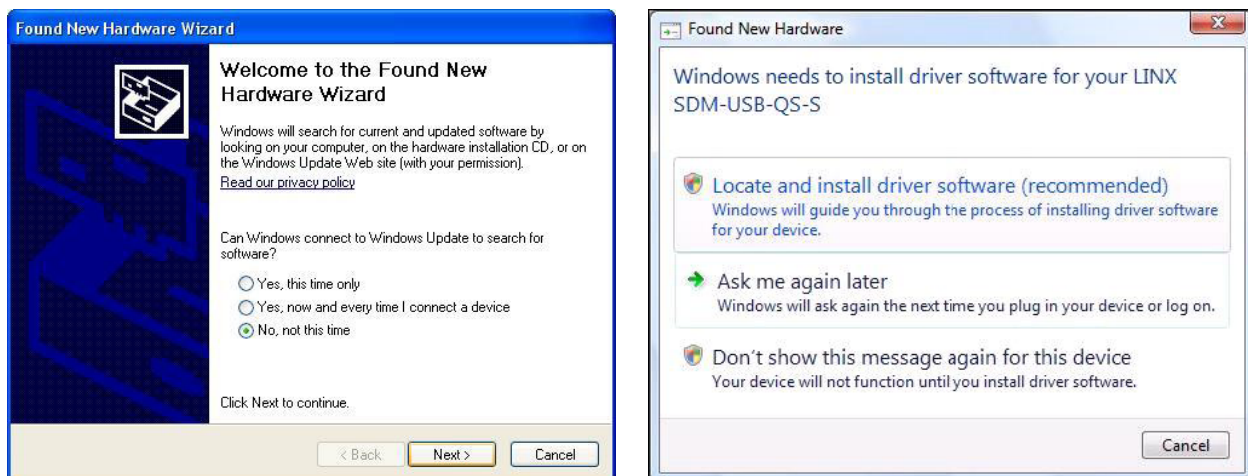 Found New Hardware Wizard
Welcome to the Found New
Hardware Wizard
Windows will search for current and updated software by
looking on your computer, on the hardware installation CD, or on
the Windows Update Web site (with your permission).
Read our privacy policy
Can Windows connect to Windows Update to search for
software?
Yes, this time only
Yes, now and every time I connect a device
No, not this time
Click Next to continue.
< Back
Next >
Cancel
Found New Hardware
Windows needs to install driver software for your LINX
SDM-USB-QS-S
Locate and install driver software (recommended)
Windows will guide you through the process of installing driver software
for your device.
Ask me again later
Windows will ask again the next time you plug in your device or log on.
Don't show this message again for this device
Your device will not function until you install driver software.
Cancel